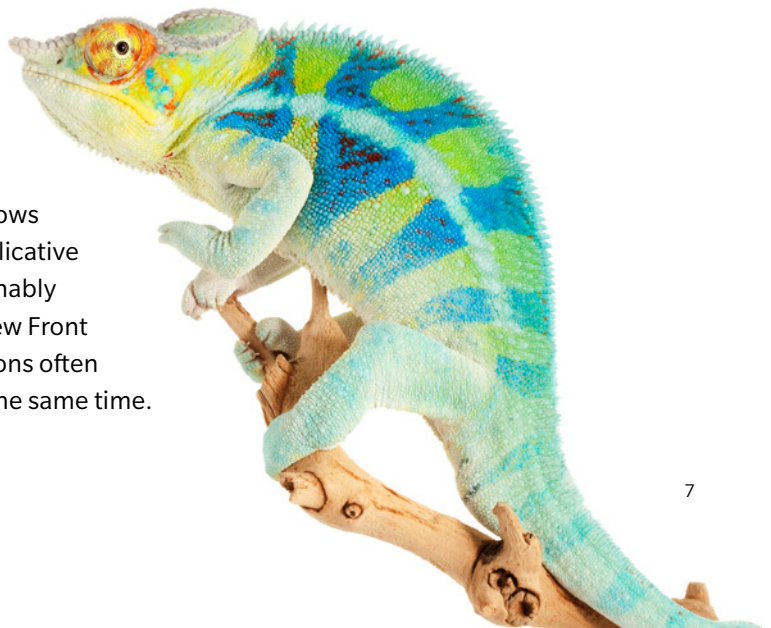 ows
licative
nably
ew Front
ons often
he same time.
7